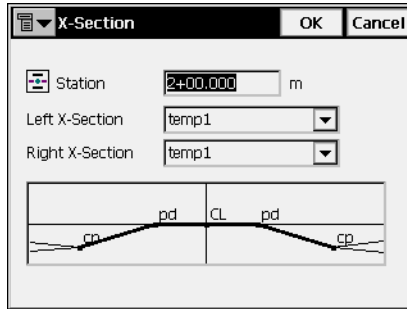 X-Section OK Cancel
Station 2+00.000 m
Left X-Section temp1
Right X-Section temp1
pd CL pd
cp cp